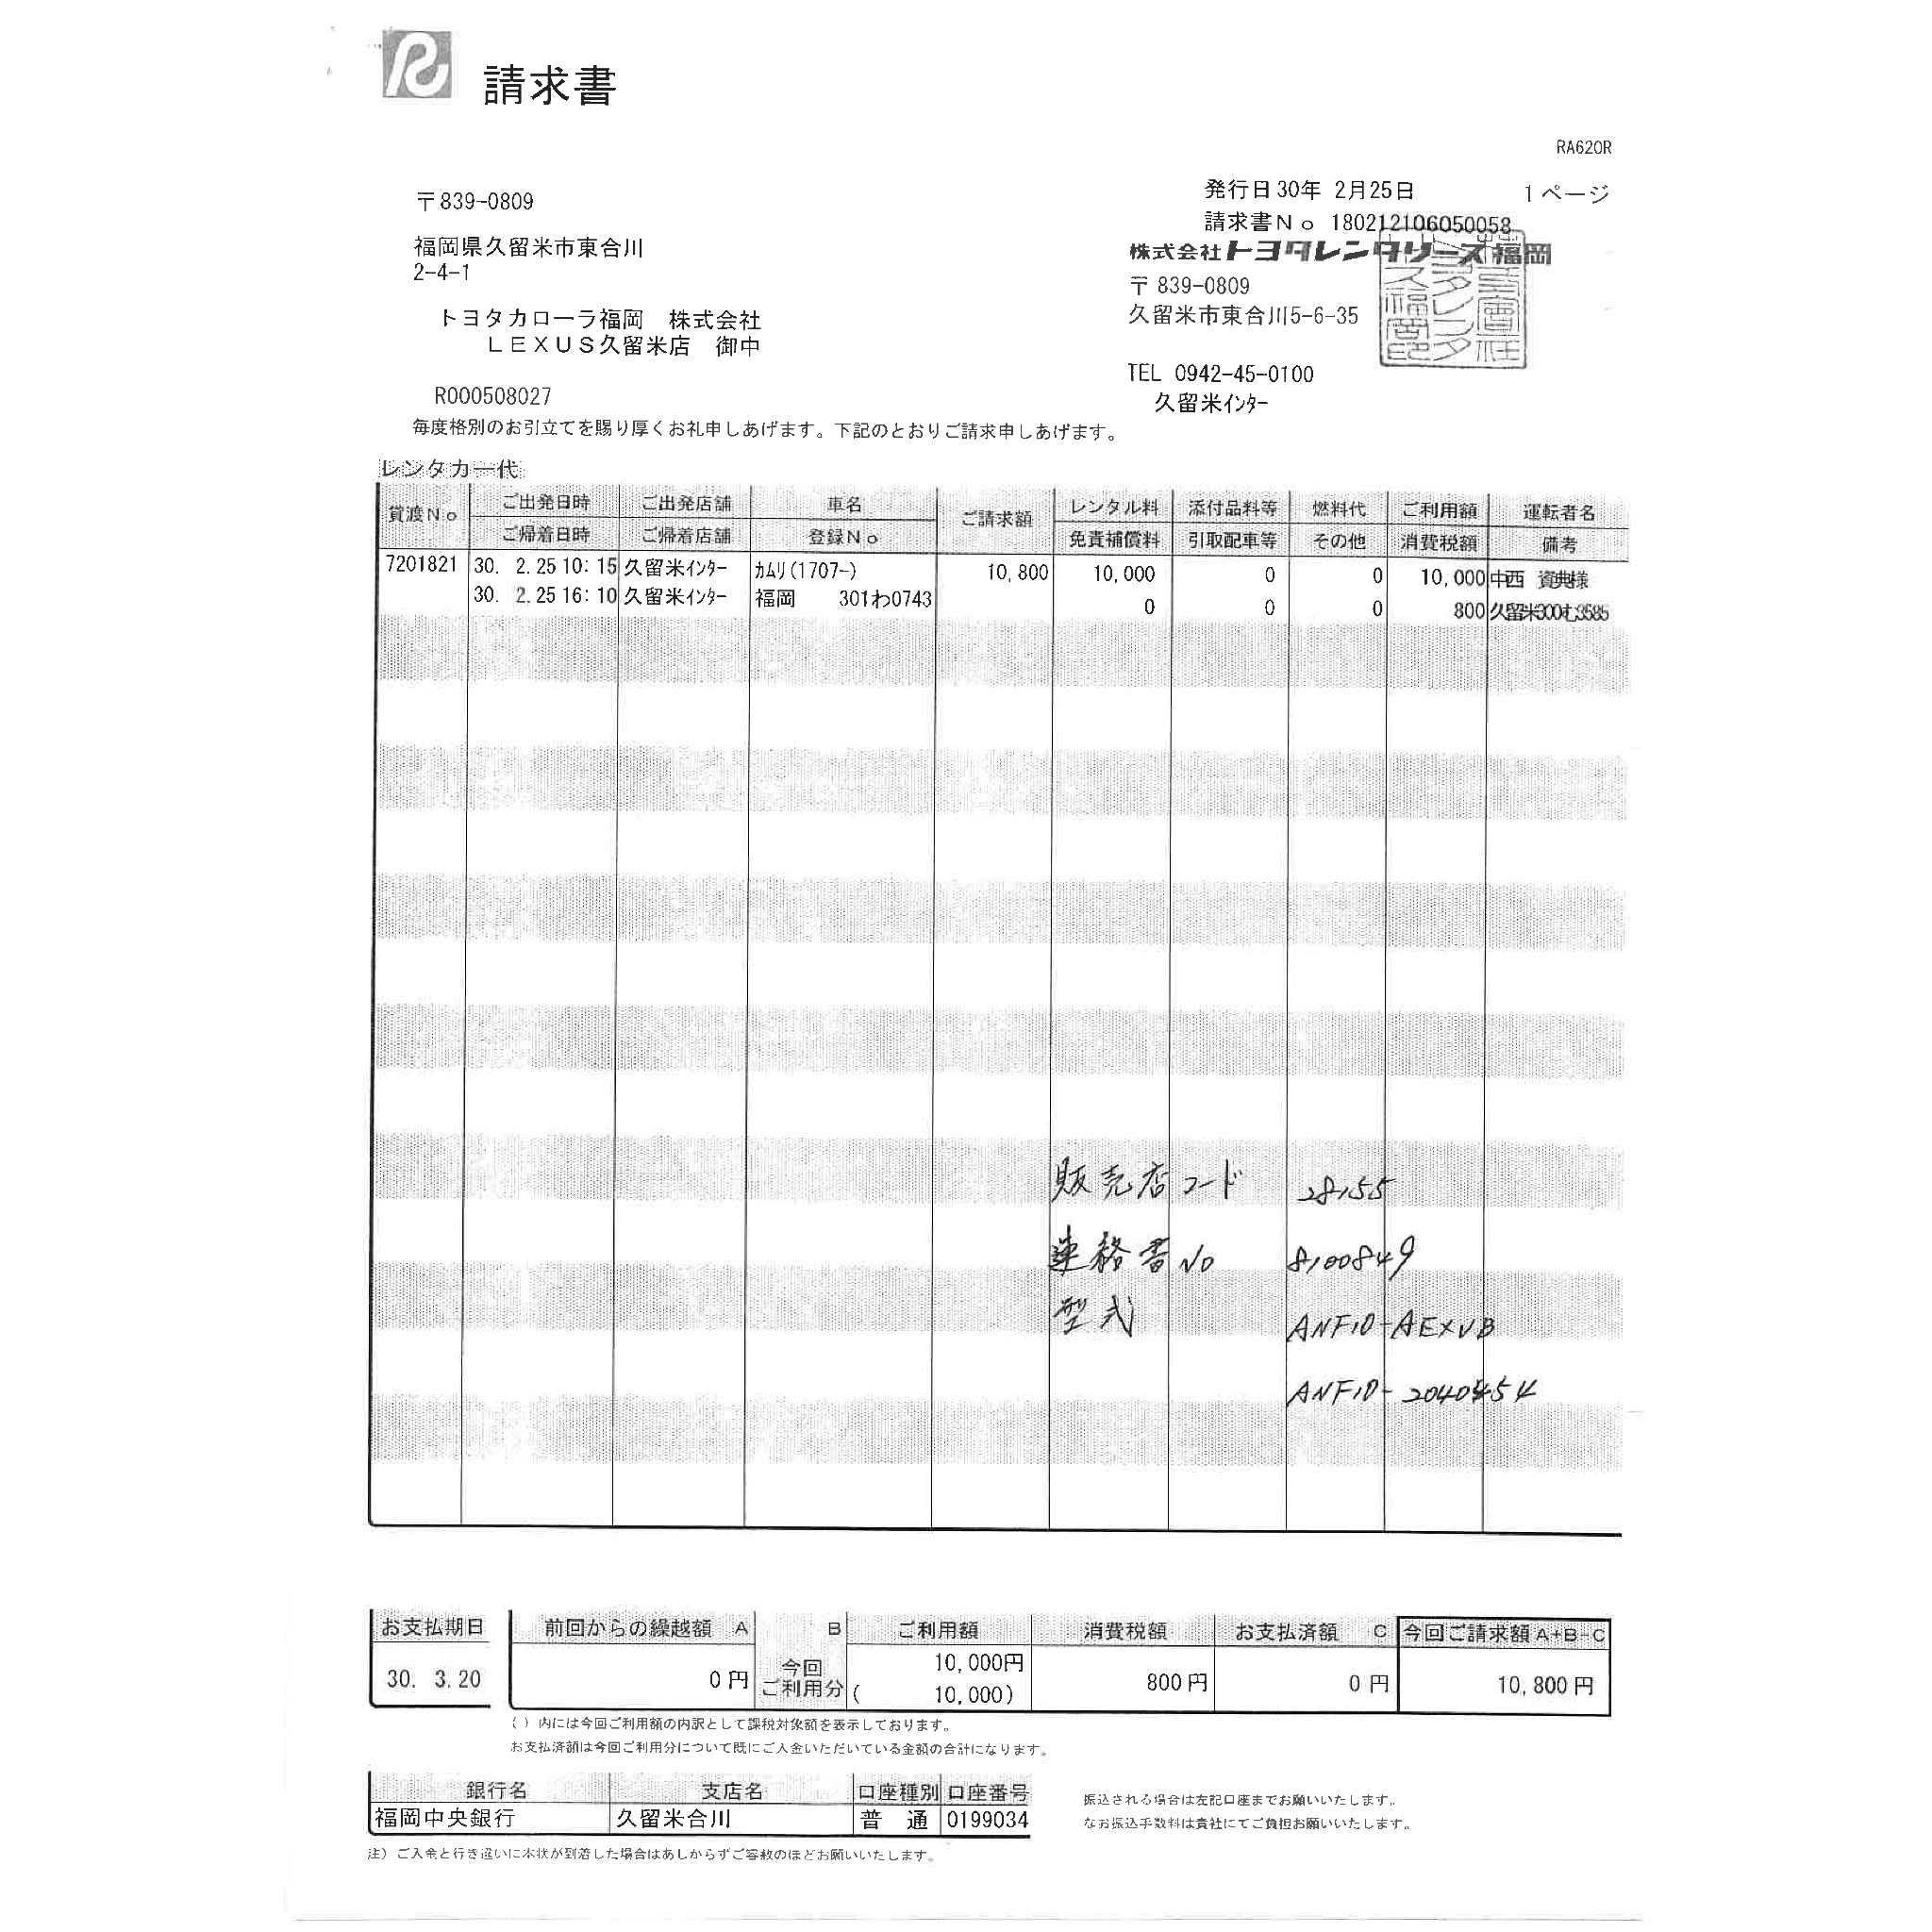 請求書
RA620R
〒839-0809
福岡県久留米市東合川
2-4-1
トヨタカローラ福岡 株式会社
LEXUS久留米店 御中
R000508027
発行日30年 2月25日 1ページ
請求書No 180212106050058
株式会社トヨタレンタリース福岡
〒839-0809
久留米市東合川5-6-35
TEL 0942-45-0100
久留米ｲﾝﾀｰ
毎度格別のお引立てを賜り厚くお礼申しあげます。下記のとおりご請求申しあげます。
レンタカー代
貸渡No ご出発日時 ご出発店舗 車名 ご請求額 レンタル料 添付品料等 燃料代 ご利用額 運転者名
ご帰着日時 ご帰着店舗 登録No 免責補償料 引取配車等 その他 消費税額 備考
7201821 30. 2.25 10:15 久留米ｲﾝﾀｰ ｶﾑﾘ(1707-) 10,800 10,000 0 0 10,000 中西 資典様
30. 2.25 16:10 久留米ｲﾝﾀｰ 福岡 301わ0743 0 0 0 800 久留米300む3585
販売店コード 28155
連絡書No 8100849
型式 ANF10-AEXVB
ANF10-2040454
お支払期日 前回からの繰越額 A B ご利用額 消費税額 お支払済額 C 今回ご請求額 A+B-C
30. 3.20 0円 今回ご利用分 10,000円 800円 0円 10,800円
( 10,000)
( ) 内には今回ご利用額の内訳として課税対象額を表示しております。
お支払済額は今回ご利用分について既にご入金いただいている金額の合計になります。
銀行名 支店名 口座種別 口座番号
福岡中央銀行 久留米合川 普 通 0199034
振込される場合は左記口座までお願いいたします。
なお振込手数料は貴社にてご負担お願いいたします。
注) ご入金と行き違いに本状が到着した場合はあしからずご容赦のほどお願いいたします。